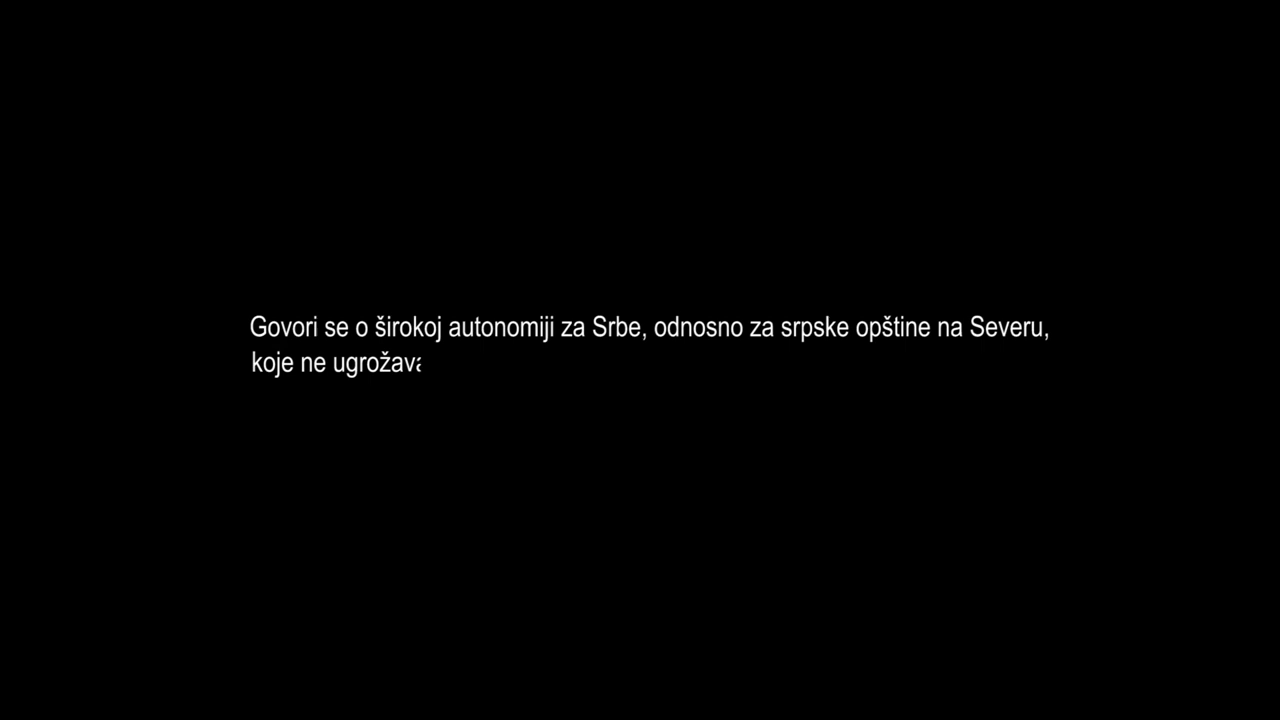 Govori se o širokoj autonomiji za Srbe, odnosno za srpske opštine na Severu,
koje ne ugrožava